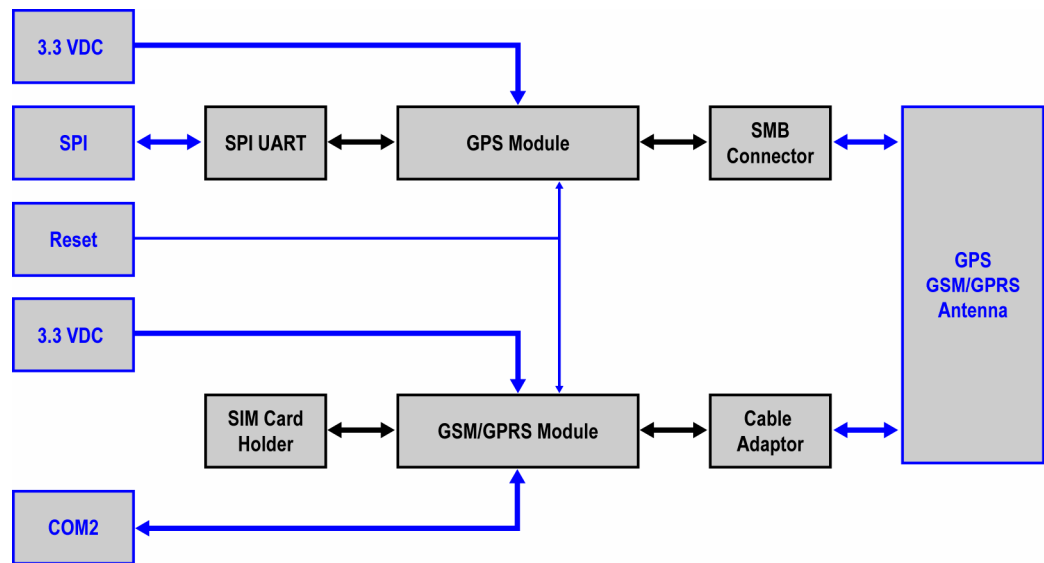 3.3 VDC
SPI
SPI UART
GPS Module
SMB
Connector
Reset
GPS
GSM/GPRS
Antenna
3.3 VDC
SIM Card
Holder
GSM/GPRS Module
Cable
Adaptor
COM2